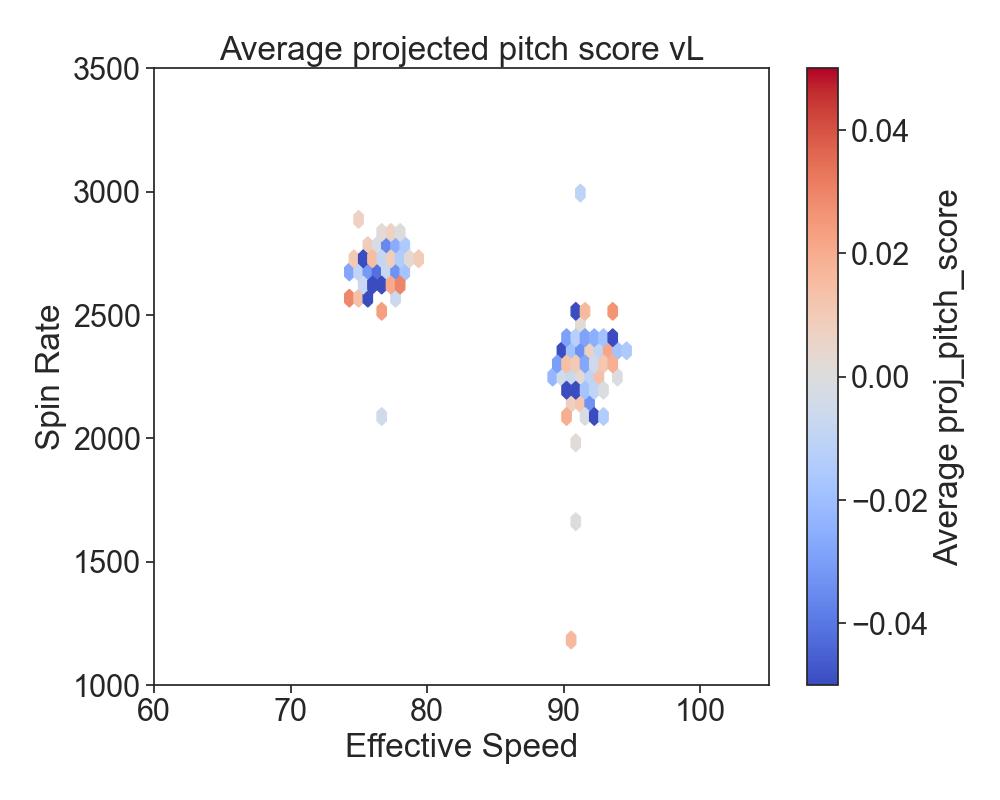 Average projected pitch score vL
3500
3000
2500
2000
1500
1000
Spin Rate
60 70 80 90 100
Effective Speed
0.04
0.02
0.00
−0.02
−0.04
Average proj_pitch_score